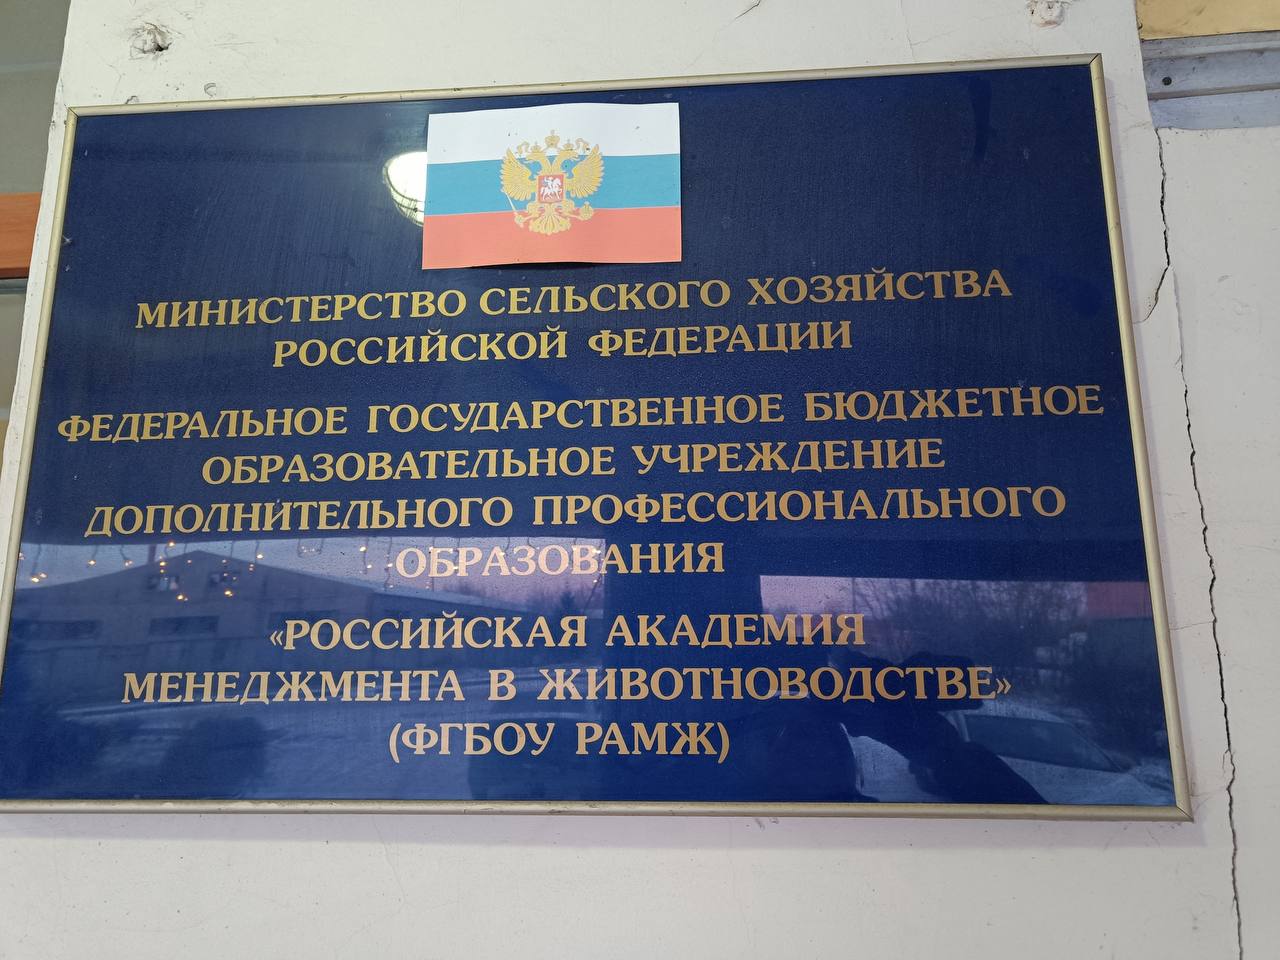 МИНИСТЕРСТВО СЕЛЬСКОГО ХОЗЯЙСТВА
РОССИЙСКОЙ ФЕДЕРАЦИИ
ФЕДЕРАЛЬНОЕ ГОСУДАРСТВЕННОЕ БЮДЖЕТНОЕ
ОБРАЗОВАТЕЛЬНОЕ УЧРЕЖДЕНИЕ
ДОПОЛНИТЕЛЬНОГО ПРОФЕССИОНАЛЬНОГО
ОБРАЗОВАНИЯ
«РОССИЙСКАЯ АКАДЕМИЯ
МЕНЕДЖМЕНТА В ЖИВОТНОВОДСТВЕ»
(ФГБОУ РАМЖ)